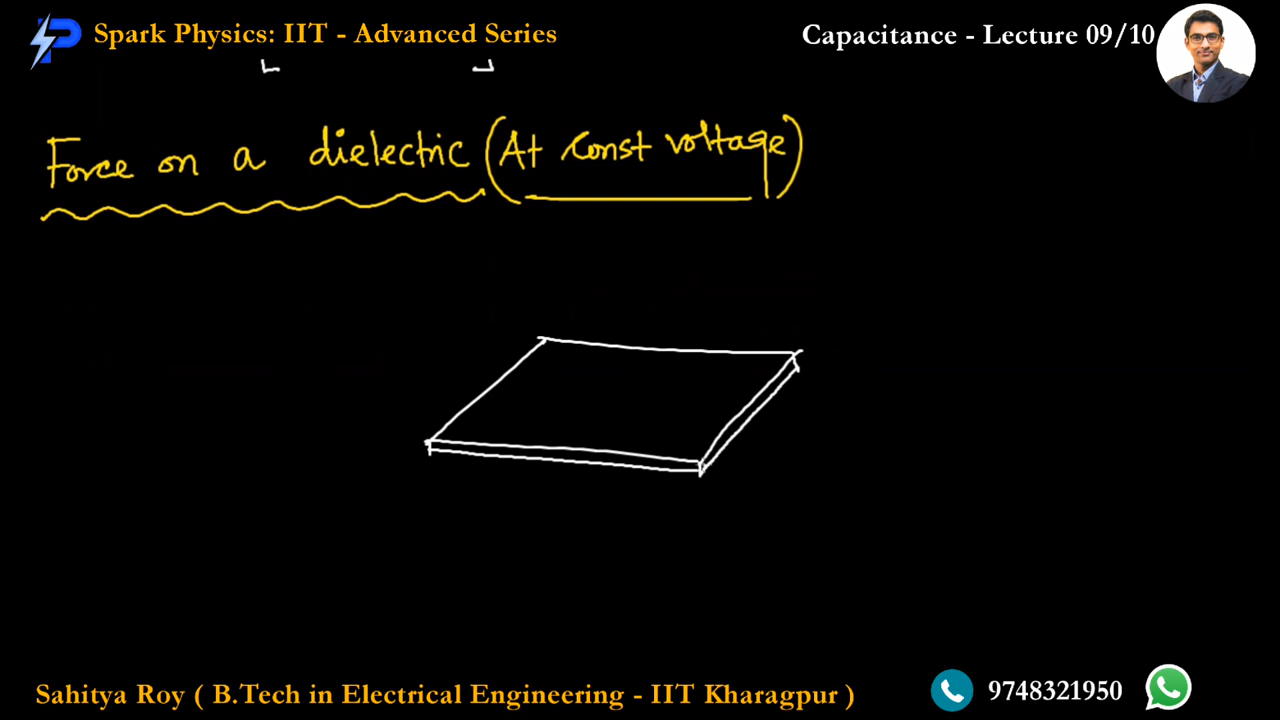 Spark Physics: IIT - Advanced Series
Capacitance - Lecture 09/10
Force on a dielectric (At const voltage)
Sahitya Roy ( B.Tech in Electrical Engineering - IIT Kharagpur )
9748321950